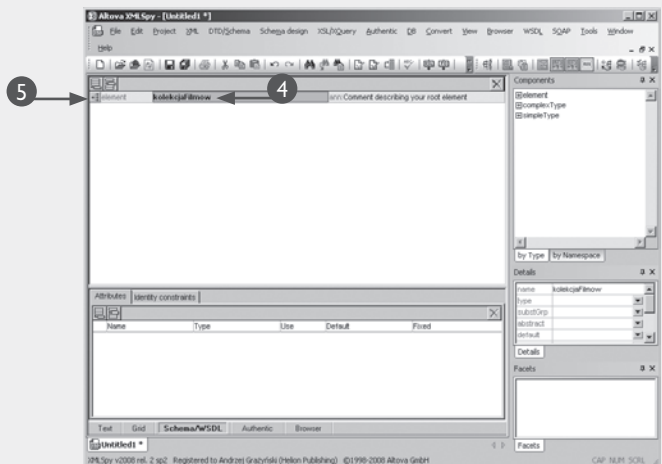 Altova XMLSpy - [Untitled1 *]
File Edit Project XML DTD/Schema Schema design XSL/XQuery Authentic DB Convert View Browser WSDL SOAP Tools Window
Help
Components
5
element kolekcjaFilmow 4 ann: Comment describing your root element
element
complexType
simpleType
by Type by Namespace
Details
Attributes Identity constraints
name kolekcjaFilmow
type
substGrp
abstract
default
Name Type Use Default Fixed
Details
Facets
Text Grid Schema/WSDL Authentic Browser
Untitled1 *
Facets
XMLSpy v2008 rel. 2 sp2 Registered to Andrzej Grażyński (Helion Publishing) ©1998-2008 Altova GmbH CAP NUM SCRL